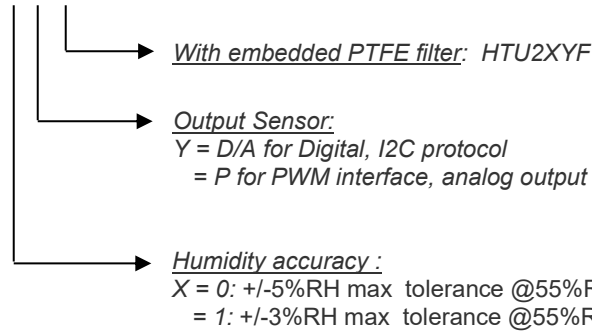 With embedded PTFE filter: HTU2XYF
Output Sensor:
Y = D/A for Digital, I2C protocol
= P for PWM interface, analog output
Humidity accuracy :
X = 0: +/-5%RH max tolerance @55%
= 1: +/-3%RH max tolerance @55%